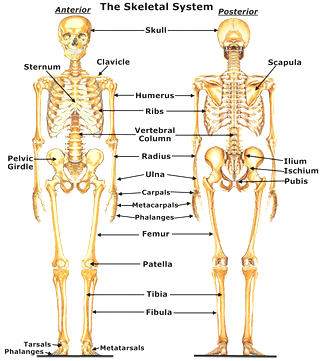 The Skeletal System
Anterior
Posterior
Skull
Sternum
Clavicle
Scapula
Humerus
Ribs
Vertebral
Column
Pelvic
Girdle
Radius
Ilium
Ischium
Ulna
Pubis
Carpals
Metacarpals
Phalanges
Femur
Patella
Tibia
Fibula
Tarsals
Phalanges
Metatarsals